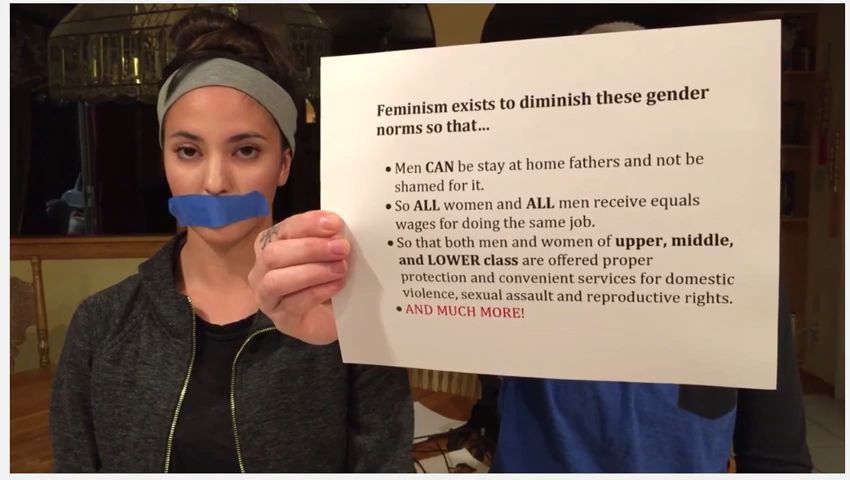 Feminism exists to diminish these gender
norms so that...
• Men CAN be stay at home fathers and not be
shamed for it.
• So ALL women and ALL men receive equals
wages for doing the same job.
• So that both men and women of upper, middle,
and LOWER class are offered proper
protection and convenient services for domestic
violence, sexual assault and reproductive rights.
• AND MUCH MORE!